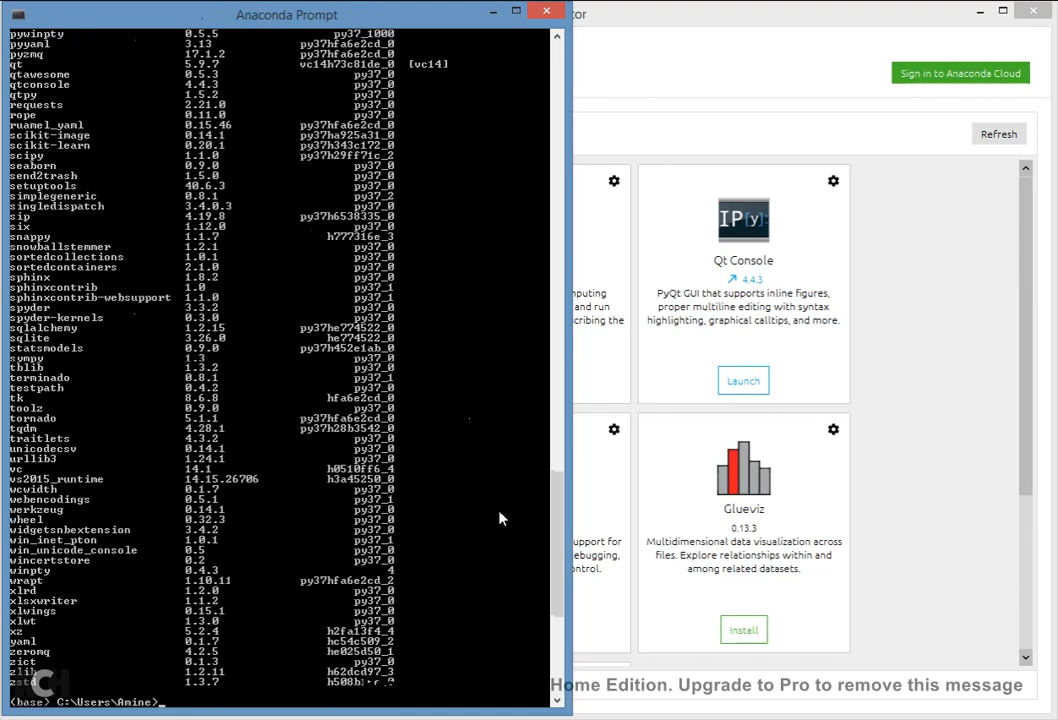 Anaconda Prompt
pywinpty 0.5.5 py37_1000
pyyaml 3.13 py37hfa6e2cd_0
pyzmq 17.1.2 py37hfa6e2cd_0
qt 5.9.7 vc14h73c81de_0 [vc14]
qtawesome 0.5.3 py37_0
qtconsole 4.4.3 py37_0
qtpy 1.5.2 py37_0
requests 2.21.0 py37_0
rope 0.11.0 py37_0
ruamel_yaml 0.15.46 py37hfa6e2cd_0
scikit-image 0.14.1 py37ha925a31_0
scikit-learn 0.20.1 py37h343c172_0
scipy 1.1.0 py37h29ff71c_2
seaborn 0.9.0 py37_0
send2trash 1.5.0 py37_0
setuptools 40.6.3 py37_0
simplegeneric 0.8.1 py37_2
singledispatch 3.4.0.3 py37_0
sip 4.19.8 py37h6538335_0
six 1.12.0 py37_0
snappy 1.1.7 h777316e_3
snowballstemmer 1.2.1 py37_0
sortedcollections 1.0.1 py37_0
sortedcontainers 2.1.0 py37_0
sphinx 1.8.2 py37_0
sphinxcontrib 1.0 py37_1
sphinxcontrib-websupport 1.1.0 py37_1
spyder 3.3.2 py37_0
spyder-kernels 0.3.0 py37_0
sqlalchemy 1.2.15 py37he774522_0
sqlite 3.26.0 he774522_0
statsmodels 0.9.0 py37h452e1ab_0
sympy 1.3 py37_0
tblib 1.3.2 py37_0
terminado 0.8.1 py37_1
testpath 0.4.2 py37_0
tk 8.6.8 hfa6e2cd_0
toolz 0.9.0 py37_0
tornado 5.1.1 py37hfa6e2cd_0
tqdm 4.28.1 py37h28b3542_0
traitlets 4.3.2 py37_0
unicodecsv 0.14.1 py37_0
urllib3 1.24.1 py37_0
vc 14.1 h0510ff6_4
vs2015_runtime 14.15.26706 h3a45250_0
wcwidth 0.1.7 py37_0
webencodings 0.5.1 py37_1
werkzeug 0.14.1 py37_0
wheel 0.32.3 py37_0
widgetsnbextension 3.4.2 py37_0
win_inet_pton 1.0.1 py37_1
win_unicode_console 0.5 py37_0
wincertstore 0.2 py37_0
winpty 0.4.3 4
wrapt 1.10.11 py37hfa6e2cd_2
xlrd 1.2.0 py37_0
xlsxwriter 1.1.2 py37_0
xlwings 0.15.1 py37_0
xlwt 1.3.0 py37_0
xz 5.2.4 h2fa13f4_4
yaml 0.1.7 hc54c509_2
zeromq 4.2.5 he025d50_1
zict 0.1.3 py37_0
zlib 1.2.11 h62dcd97_3
zstd 1.3.7
(base) C:\Users\Amine>_
tor
Sign in to Anaconda Cloud
Refresh
IP[y]:
Qt Console
4.4.3
PyQt GUI that supports inline figures,
proper multiline editing with syntax
highlighting, graphical calltips, and more.
Launch
Glueviz
0.13.3
Multidimensional data visualization across
files. Explore relationships within and
among related datasets.
Install
Home Edition. Upgrade to Pro to remove this message